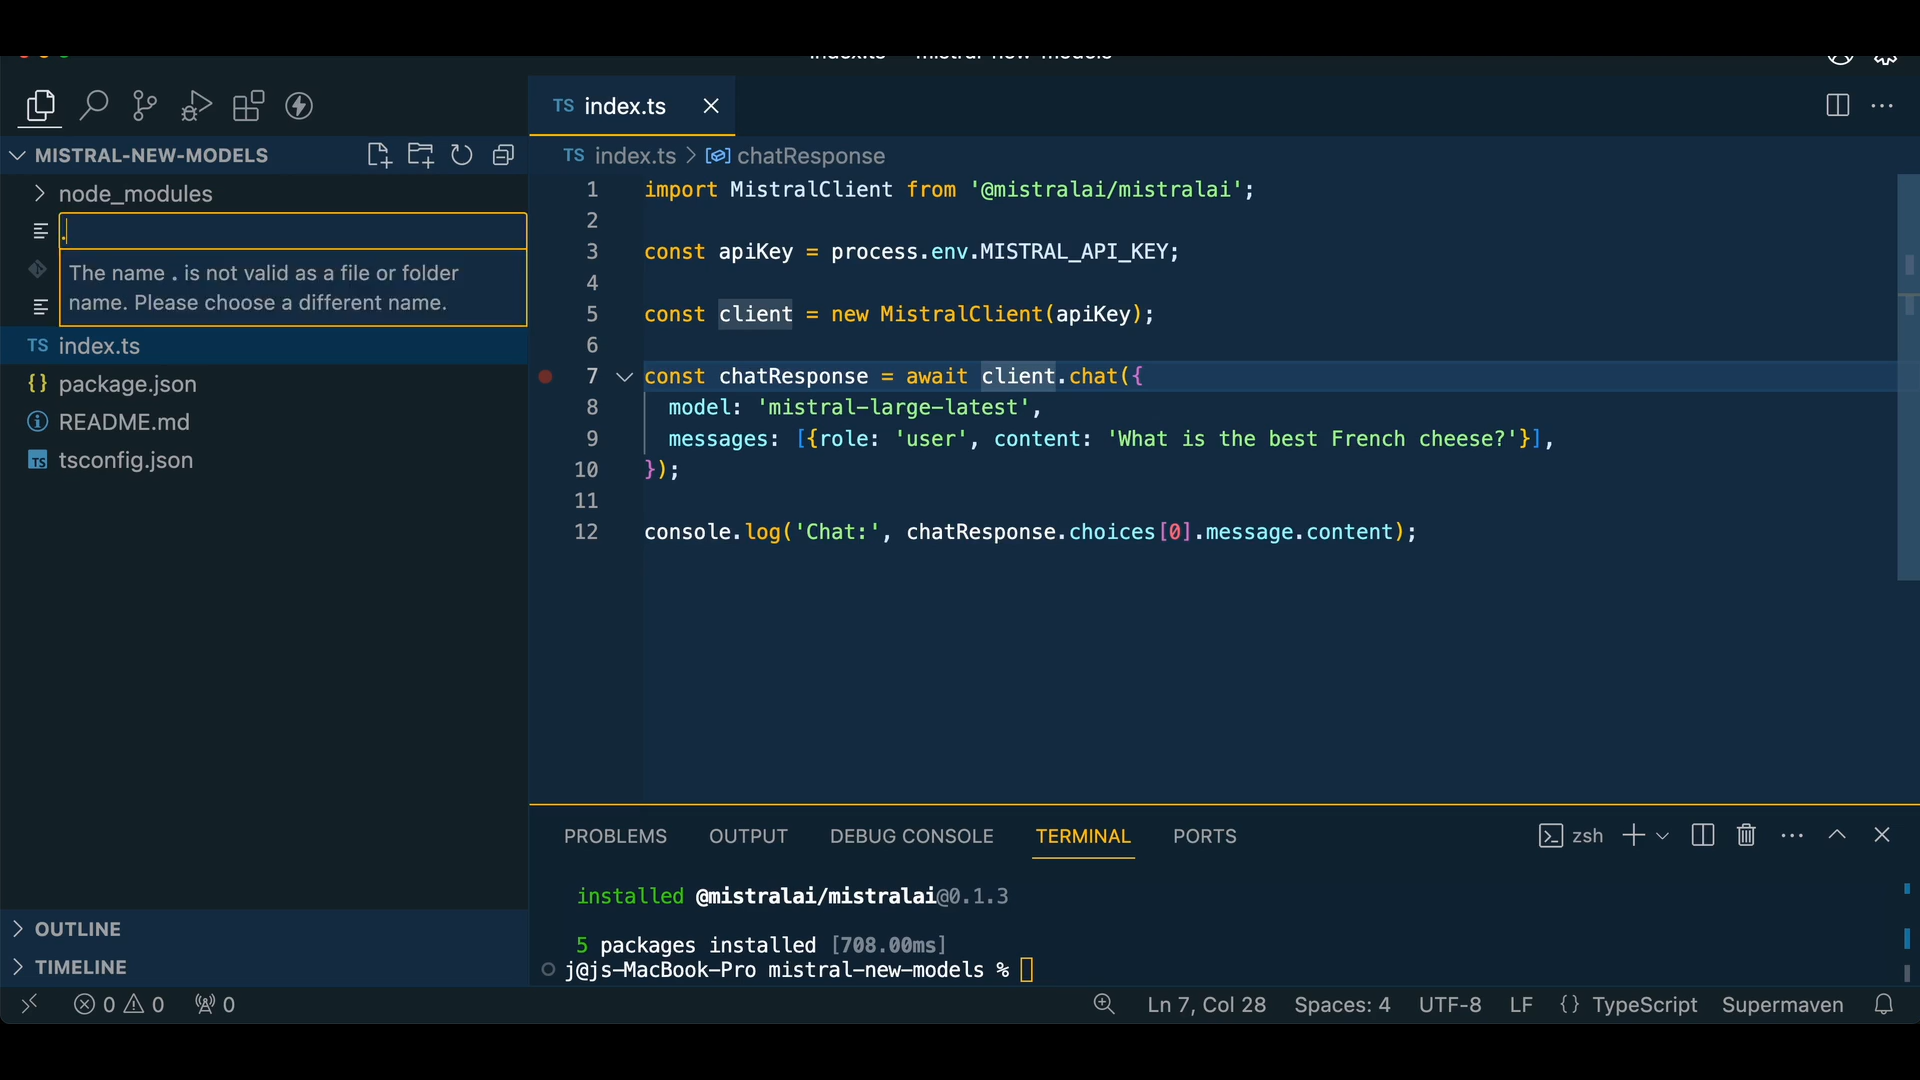 index.ts — mistral-new-models
TS index.ts
MISTRAL-NEW-MODELS
TS index.ts > chatResponse
node_modules
.
The name . is not valid as a file or folder
name. Please choose a different name.
TS index.ts
{} package.json
README.md
TS tsconfig.json
1 import MistralClient from '@mistralai/mistralai';
2
3 const apiKey = process.env.MISTRAL_API_KEY;
4
5 const client = new MistralClient(apiKey);
6
7 const chatResponse = await client.chat({
8 model: 'mistral-large-latest',
9 messages: [{role: 'user', content: 'What is the best French cheese?'}],
10 });
11
12 console.log('Chat:', chatResponse.choices[0].message.content);
PROBLEMS OUTPUT DEBUG CONSOLE TERMINAL PORTS zsh
installed @mistralai/mistralai@0.1.3
5 packages installed [708.00ms]
j@js-MacBook-Pro mistral-new-models %
OUTLINE
TIMELINE
0 0 0 Ln 7, Col 28 Spaces: 4 UTF-8 LF {} TypeScript Supermaven